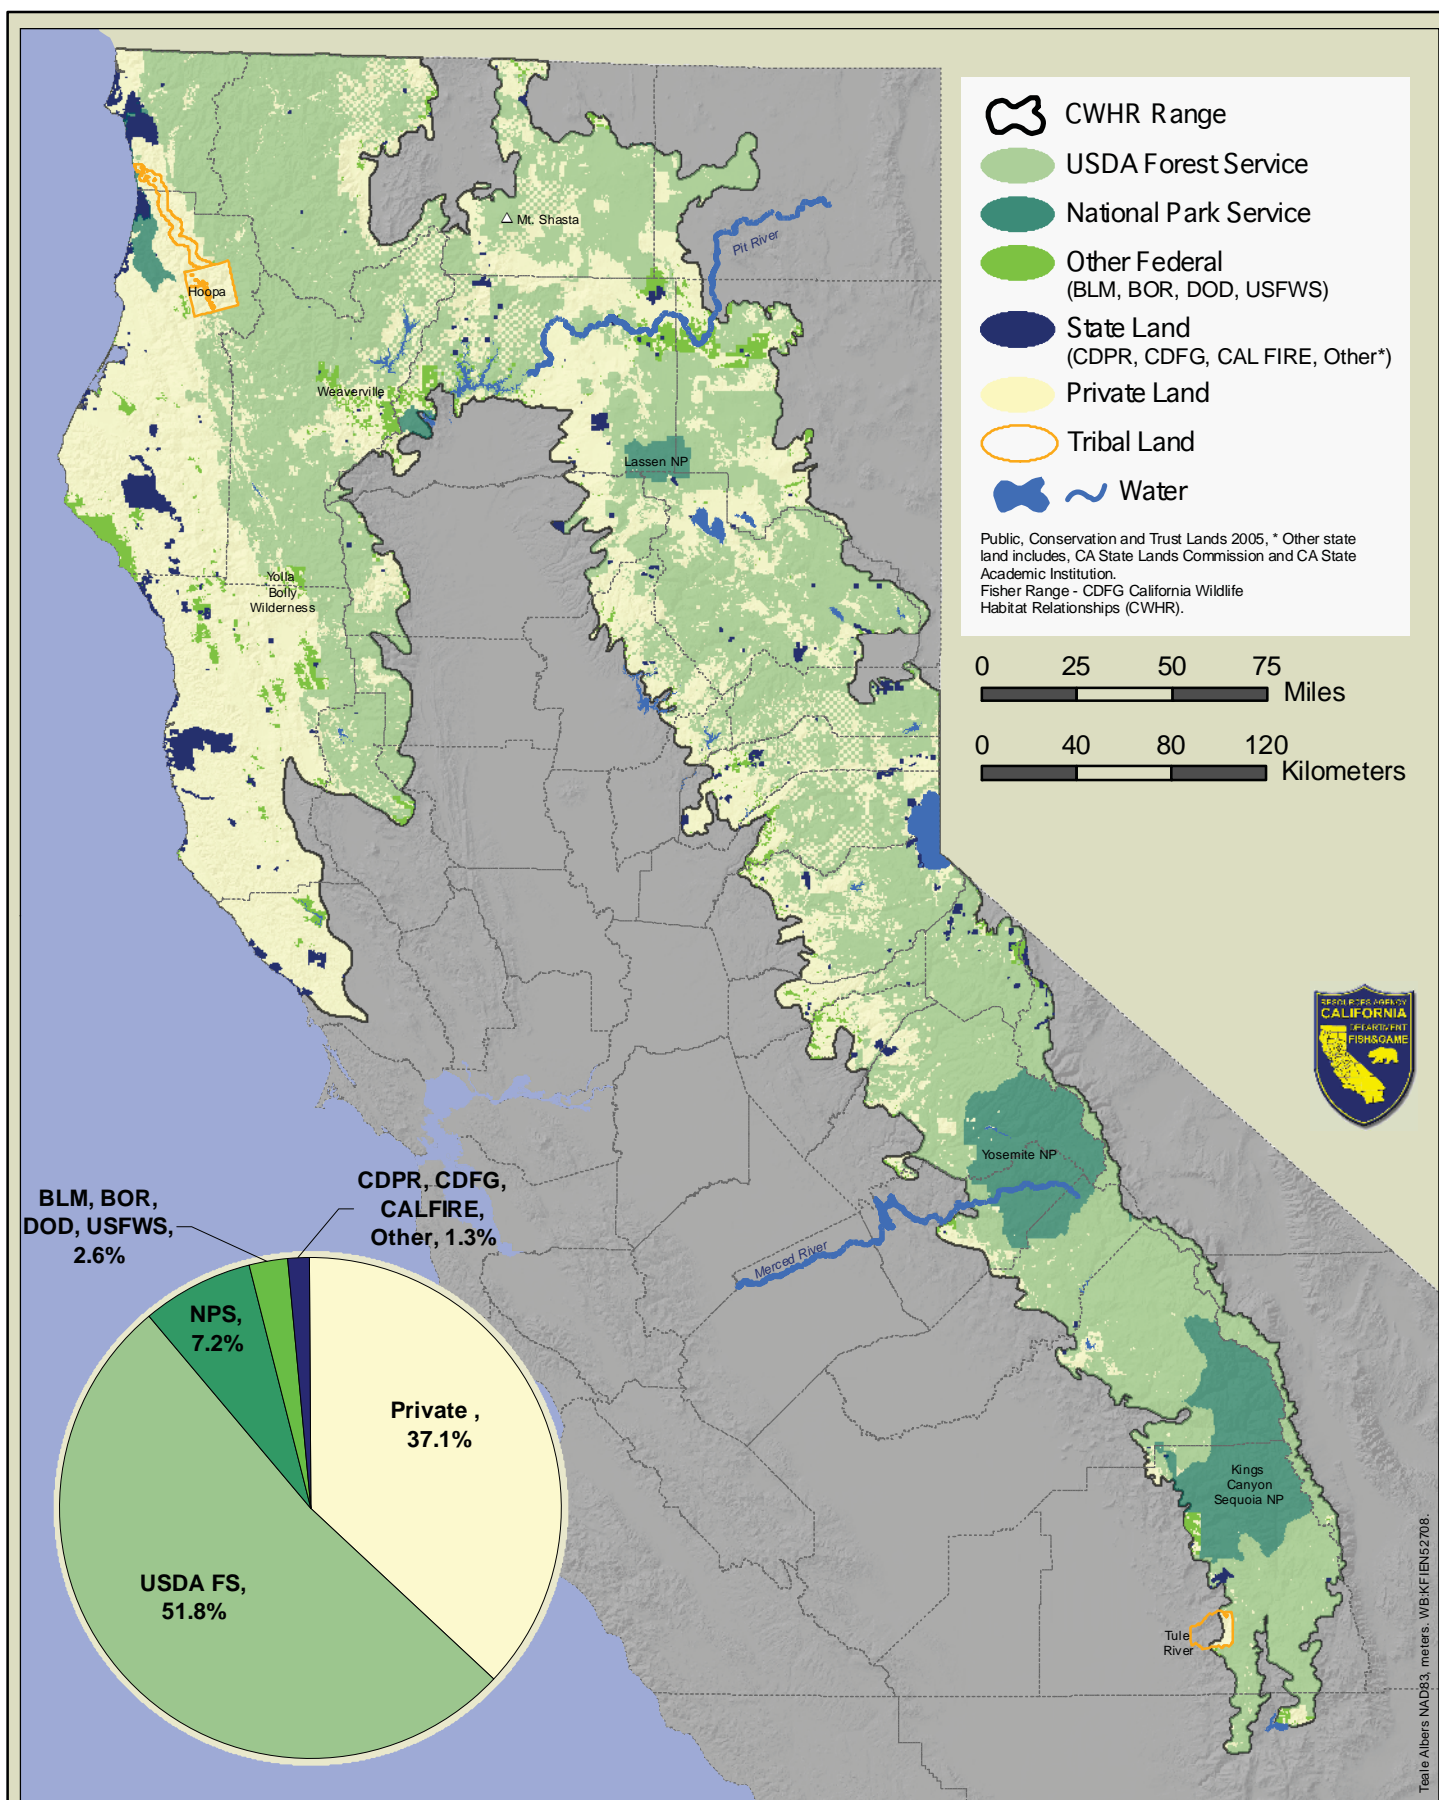 CWHR Range
USDA Forest Service
National Park Service
Other Federal
(BLM, BOR, DOD, USFWS)
State Land
(CDPR, CDFG, CAL FIRE, Other*)
Private Land
Tribal Land
Water
Public, Conservation and Trust Lands 2005, * Other state
land includes, CA State Lands Commission and CA State
Academic Institution.
Fisher Range - CDFG California Wildlife
Habitat Relationships (CWHR).
0 25 50 75
Miles
0 40 80 120
Kilometers
Mt. Shasta
Pit River
Hoopa
Weaverville
Lassen NP
Yolla
Bolly
Wilderness
RESOURCES AGENCY
CALIFORNIA
DEPARTMENT
FISH&GAME
Yosemite NP
Merced River
Kings
Canyon
Sequoia NP
Tule
River
BLM, BOR,
DOD, USFWS,
2.6%
CDPR, CDFG,
CALFIRE,
Other, 1.3%
NPS,
7.2%
Private ,
37.1%
USDA FS,
51.8%
Teale Albers NAD83, meters. WB:KFIEN52708.